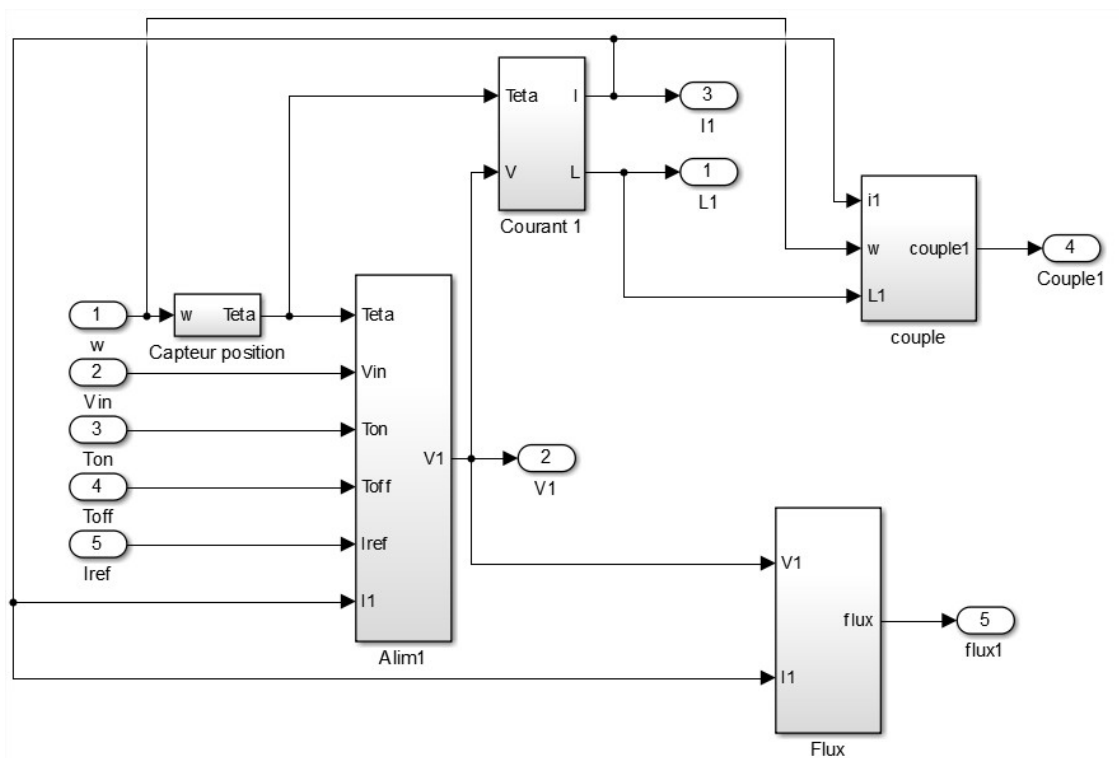 Teta
I
3
I1
V
L
1
L1
Courant 1
i1
w
couple1
4
Couple1
L1
couple
1
w
w
Teta
Capteur position
2
Vin
3
Ton
4
Toff
5
Iref
Teta
Vin
Ton
V1
Toff
Iref
I1
Alim1
2
V1
V1
flux
5
flux1
I1
Flux